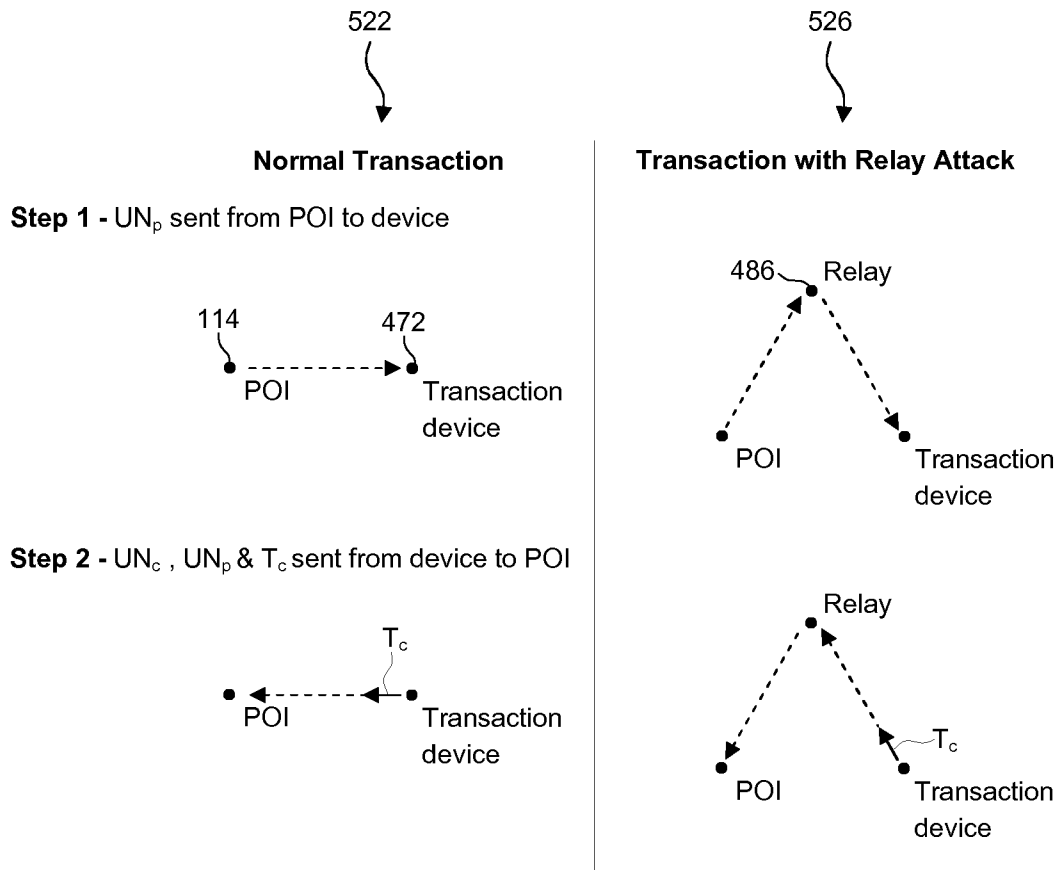 522
526
Normal Transaction
Transaction with Relay Attack
Step 1 - UNp sent from POI to device
486
Relay
114
472
POI
Transaction
device
POI
Transaction
device
Step 2 - UNc , UNp & Tc sent from device to POI
Relay
Tc
POI
Transaction
device
Tc
POI
Transaction
device